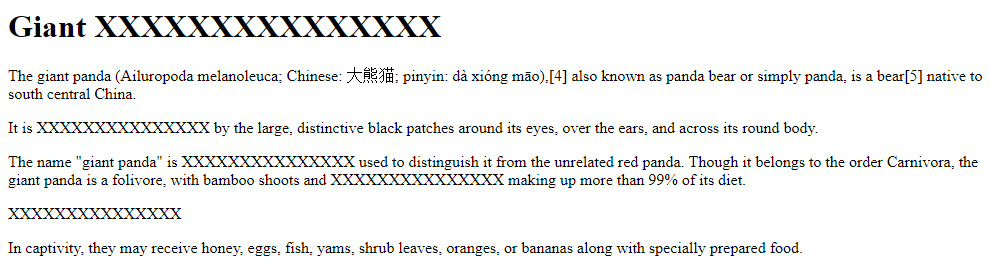 Giant XXXXXXXXXXXXXXX
The giant panda (Ailuropoda melanoleuca; Chinese: 大熊猫; pinyin: dà xióng māo),[4] also known as panda bear or simply panda, is a bear[5] native to
south central China.
It is XXXXXXXXXXXXXXX by the large, distinctive black patches around its eyes, over the ears, and across its round body.
The name "giant panda" is XXXXXXXXXXXXXXX used to distinguish it from the unrelated red panda. Though it belongs to the order Carnivora, the
giant panda is a folivore, with bamboo shoots and XXXXXXXXXXXXXXX making up more than 99% of its diet.
XXXXXXXXXXXXXXX
In captivity, they may receive honey, eggs, fish, yams, shrub leaves, oranges, or bananas along with specially prepared food.